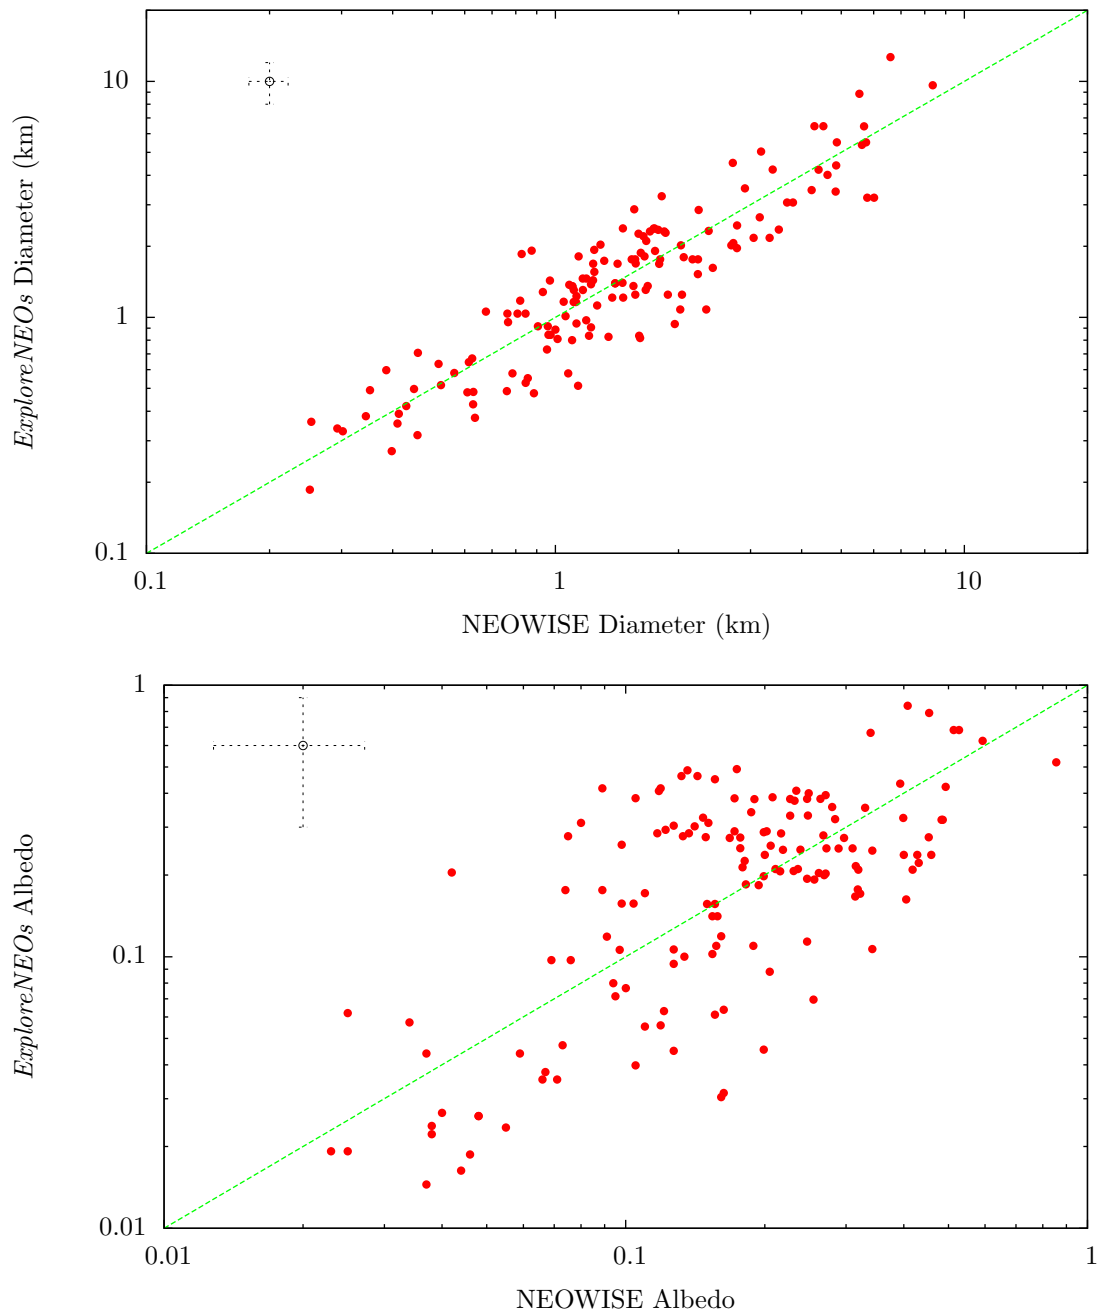 10
1
0.1
ExploreNEOs Diameter (km)
0.1 1 10
NEOWISE Diameter (km)
1
0.1
0.01
ExploreNEOs Albedo
0.01 0.1 1
NEOWISE Albedo